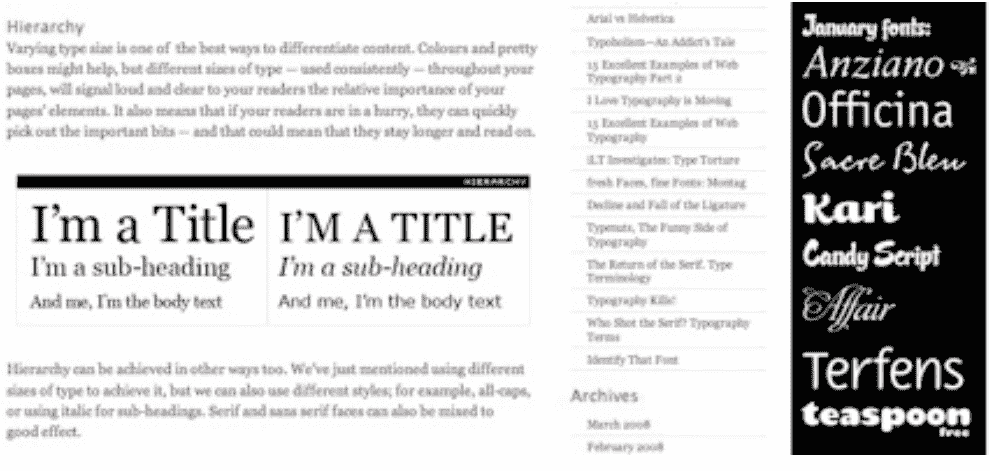 Hierarchy
Varying type size is one of the best ways to differentiate content. Colours and pretty
boxes might help, but different sizes of type — used consistently — throughout your
pages, will signal loud and clear to your readers the relative importance of your
pages' elements. It also means that if your readers are in a hurry, they can quickly
pick out the important bits — and that could mean that they stay longer and read on.
HIERARCHY
I'm a Title
I'm a sub-heading
And me, I'm the body text
I'M A TITLE
I'm a sub-heading
And me, I'm the body text
Hierarchy can be achieved in other ways too. We've just mentioned using different
sizes of type to achieve it, but we can also use different styles; for example, all-caps,
or using italic for sub-headings. Serif and sans serif faces can also be mixed to
good effect.
Arial vs Helvetica
Typoholism—An Addict's Tale
15 Excellent Examples of Web
Typography Part 2
I Love Typography is Moving
15 Excellent Examples of Web
Typography
iLT Investigates: Type Torture
fresh Faces, fine Fonts: Montag
Decline and Fall of the Ligature
Typenuts, The Funny Side of
Typography
The Return of the Serif. Type
Terminology
Typography Kills!
Who Shot the Serif? Typography
Terms
Identify That Font
Archives
March 2008
February 2008
January fonts:
Anziano
Officina
Sacre Bleu
Kari
Candy Script
Affair
Terfens
teaspoon
free